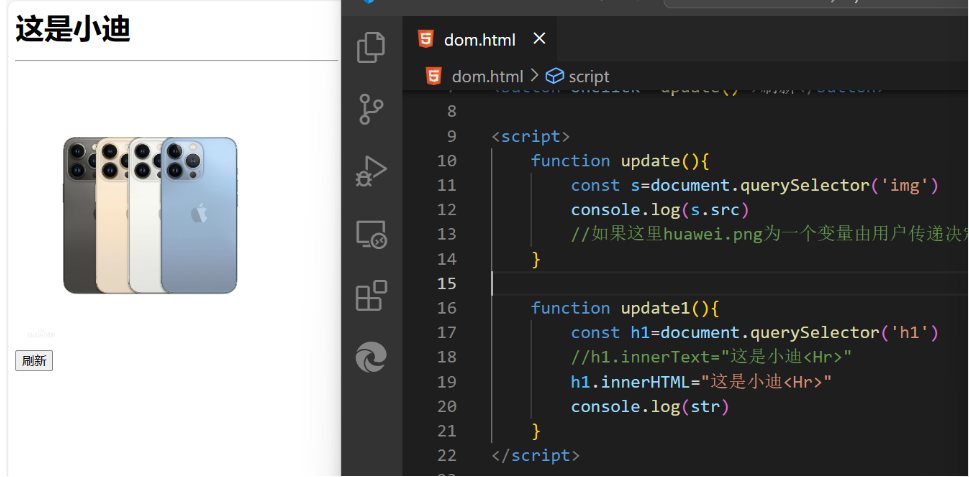 这是小迪
刷新
dom.html
dom.html > script
8
9 <script>
10 function update(){
11 const s=document.querySelector('img')
12 console.log(s.src)
13 //如果这里huawei.png为一个变量由用户传递决定
14 }
15
16 function update1(){
17 const h1=document.querySelector('h1')
18 //h1.innerText="这是小迪<Hr>"
19 h1.innerHTML="这是小迪<Hr>"
20 console.log(str)
21 }
22 </script>